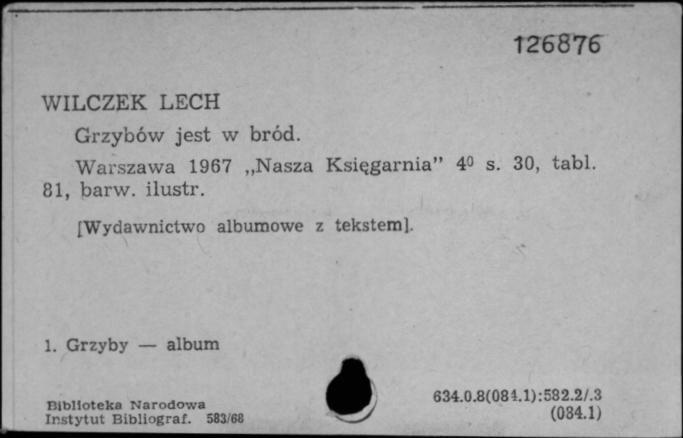 126876
WILCZEK LECH
Grzybów jest w bród.
Warszawa 1967 „Nasza Księgarnia” 4⁰ s. 30, tabl.
81, barw. ilustr.
[Wydawnictwo albumowe z tekstem].
1. Grzyby — album
Biblioteka Narodowa
Instytut Bibliograf. 583/68
634.0.8(084.1):582.2/.3
(084.1)